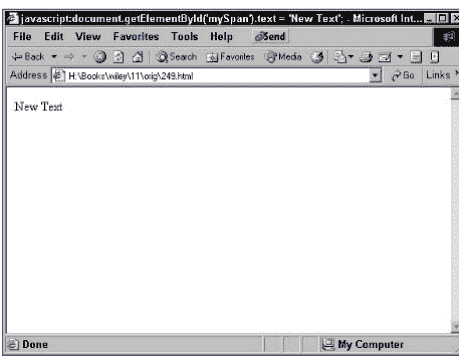 javascript:document.getElementById('mySpan').text = 'New Text'; - Microsoft Int...
File Edit View Favorites Tools Help Send
Back Search Favorites Media
Address H:\Books\wiley\11\orig\249.html Go Links »
New Text
Done My Computer